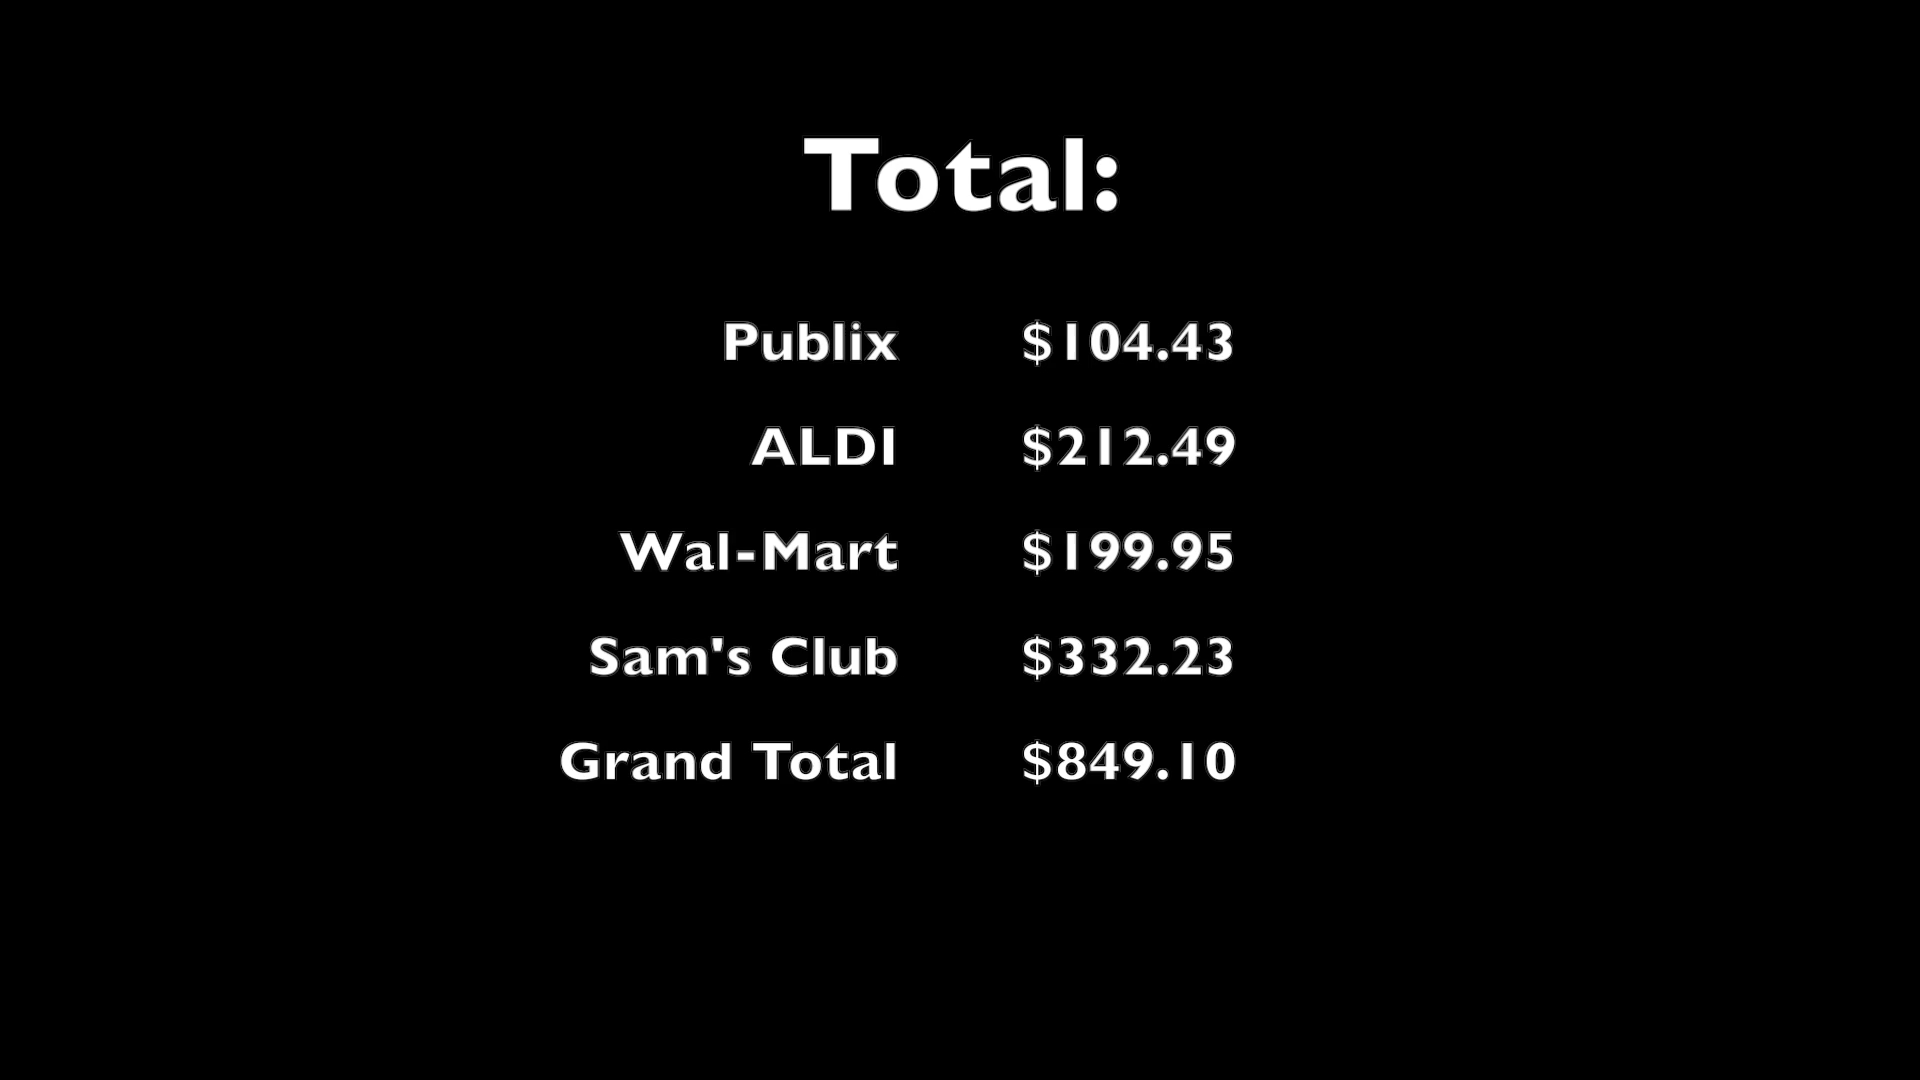 Total:
Publix $104.43
ALDI $212.49
Wal-Mart $199.95
Sam's Club $332.23
Grand Total $849.10